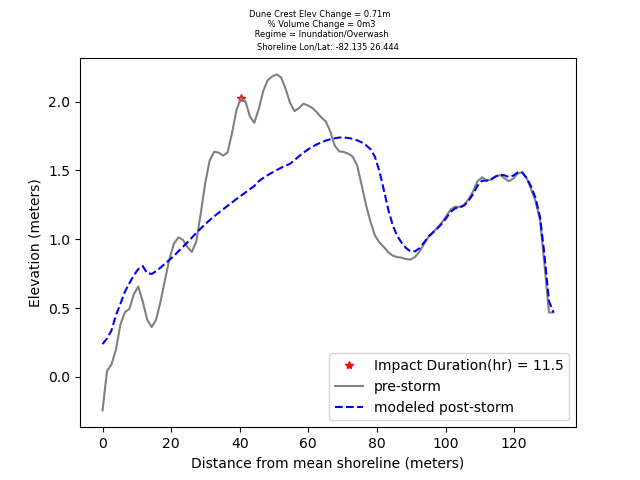 Dune Crest Elev Change = 0.71m
% Volume Change = 0m3
Regime = Inundation/Overwash
Shoreline Lon/Lat: -82.135 26.444
2.0
1.5
1.0
0.5
0.0
Elevation (meters)
Impact Duration(hr) = 11.5
pre-storm
modeled post-storm
0 20 40 60 80 100 120
Distance from mean shoreline (meters)